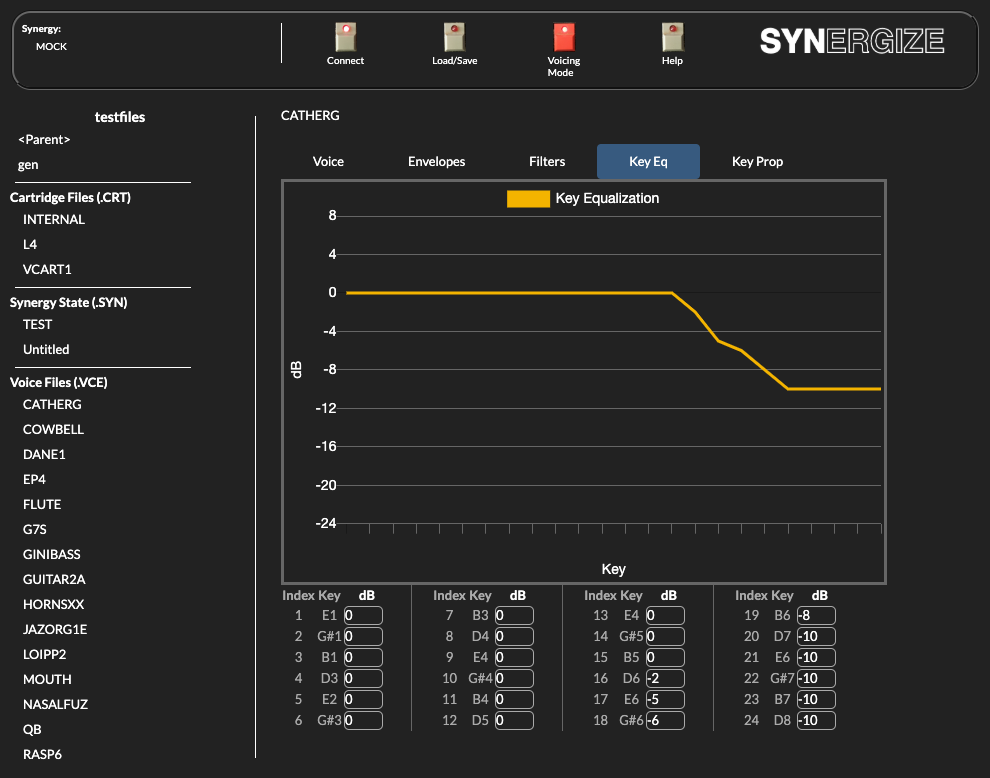 Synergy:
MOCK
Connect
Load/Save
Voicing
Mode
Help
SYNERGIZE
testfiles
<Parent>
gen
Cartridge Files (.CRT)
INTERNAL
L4
VCART1
Synergy State (.SYN)
TEST
Untitled
Voice Files (.VCE)
CATHERG
COWBELL
DANE1
EP4
FLUTE
G7S
GINIBASS
GUITAR2A
HORNSXX
JAZORG1E
LOIPP2
MOUTH
NASALFUZ
QB
RASP6
CATHERG
Voice Envelopes Filters Key Eq Key Prop
Key Equalization
8
4
0
-4
-8
-12
-16
-20
-24
dB
Key
Index Key dB Index Key dB Index Key dB Index Key dB
1 E1 0 7 B3 0 13 E4 0 19 B6 -8
2 G#1 0 8 D4 0 14 G#5 0 20 D7 -10
3 B1 0 9 E4 0 15 B5 0 21 E6 -10
4 D3 0 10 G#4 0 16 D6 -2 22 G#7 -10
5 E2 0 11 B4 0 17 E6 -5 23 B7 -10
6 G#3 0 12 D5 0 18 G#6 -6 24 D8 -10